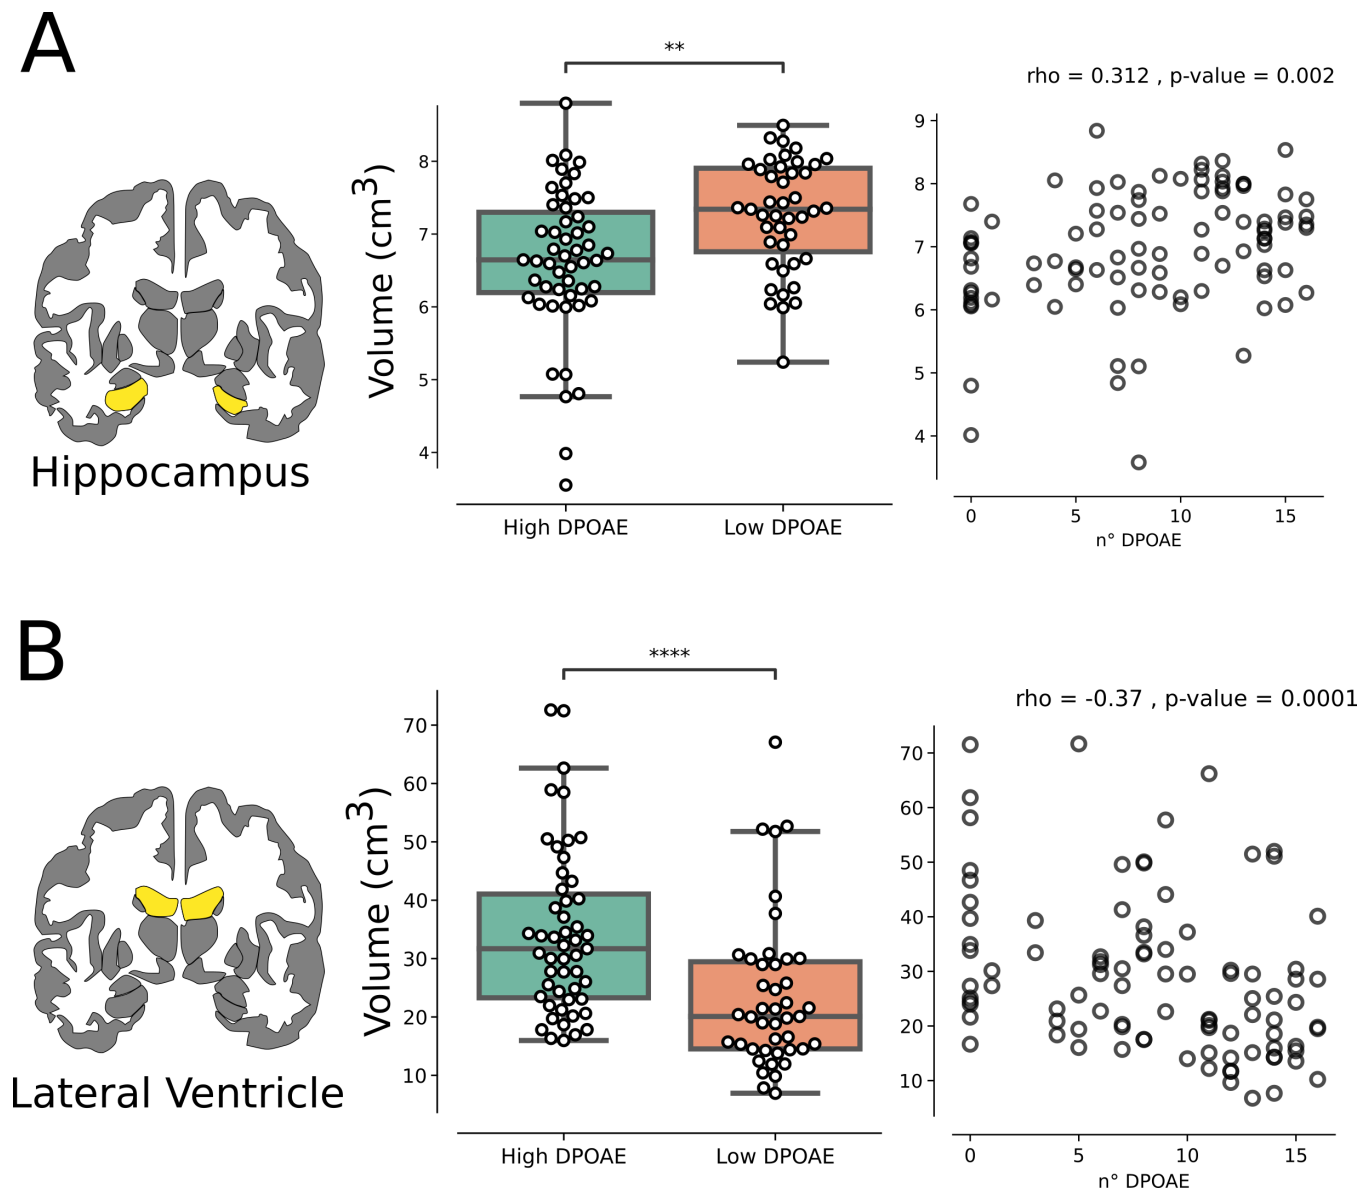 A
**
rho = 0.312 , p-value = 0.002
Volume (cm³)
8
7
6
5
4
High DPOAE
Low DPOAE
9
8
7
6
5
4
0
5
10
15
n° DPOAE
Hippocampus
B
****
rho = -0.37 , p-value = 0.0001
Volume (cm³)
70
60
50
40
30
20
10
High DPOAE
Low DPOAE
70
60
50
40
30
20
10
0
5
10
15
n° DPOAE
Lateral Ventricle